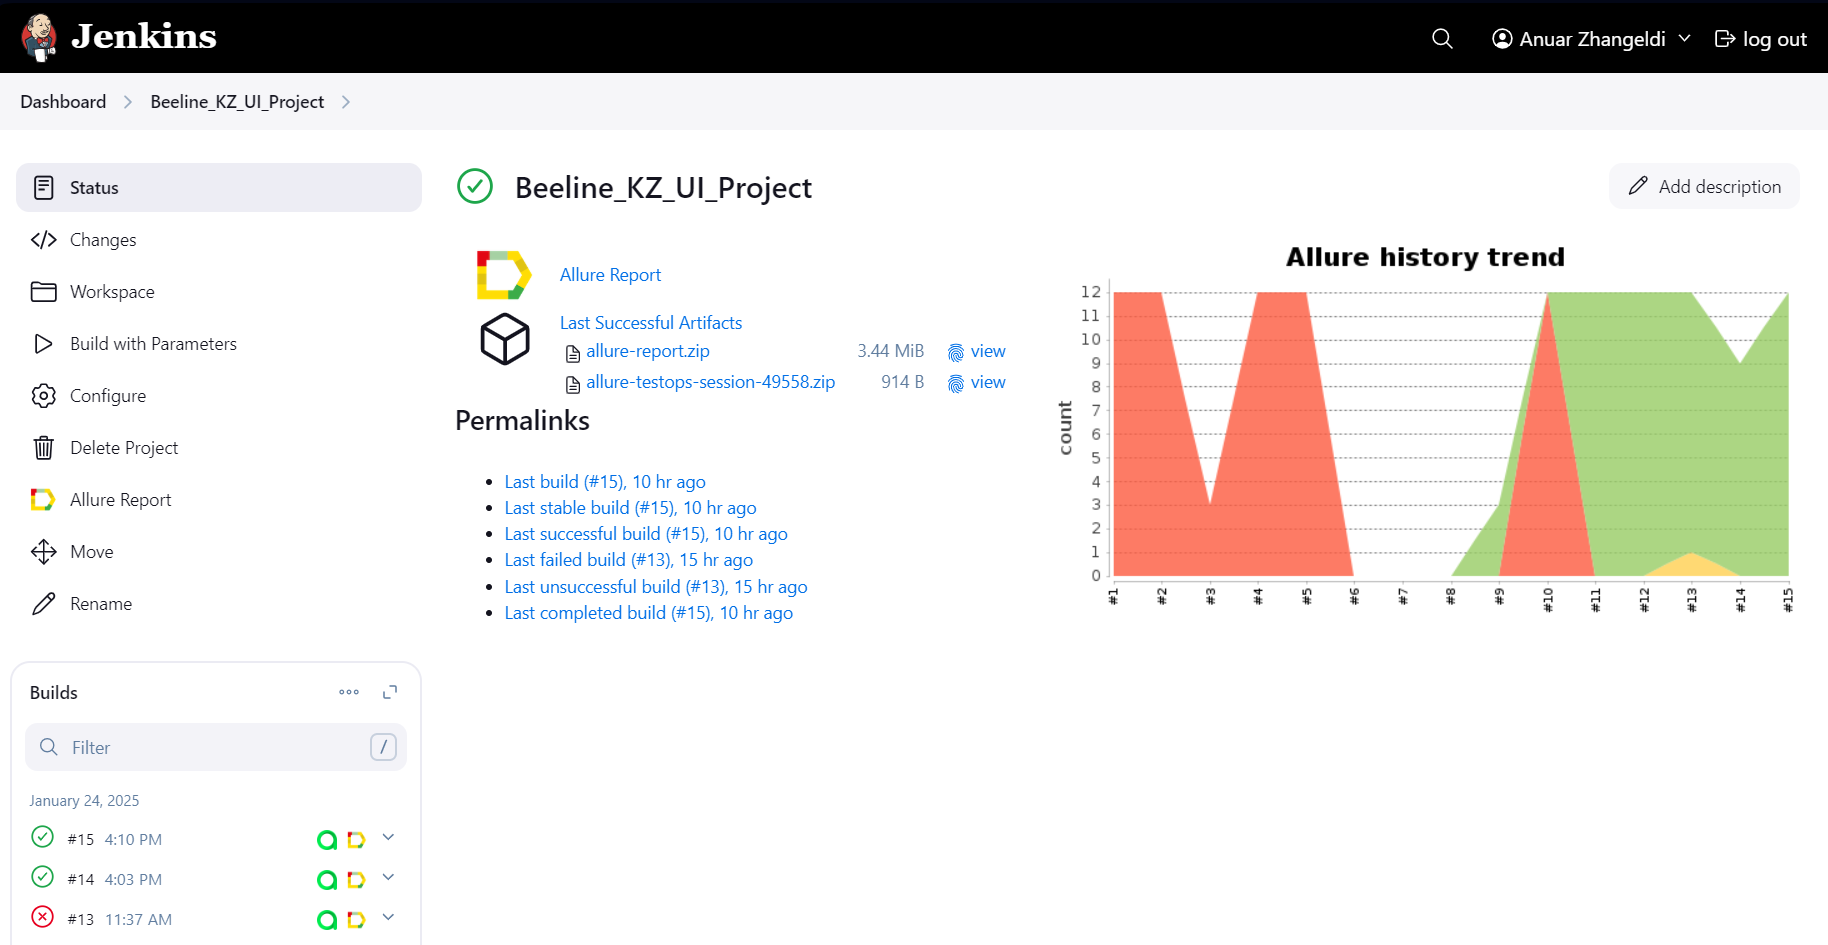 Jenkins
Anuar Zhangeldi
log out
Dashboard
Beeline_KZ_UI_Project
Status
Changes
Workspace
Build with Parameters
Configure
Delete Project
Allure Report
Move
Rename
Builds
Filter
/
January 24, 2025
#15 4:10 PM
#14 4:03 PM
#13 11:37 AM
Beeline_KZ_UI_Project
Add description
Allure Report
Last Successful Artifacts
allure-report.zip 3.44 MiB view
allure-testops-session-49558.zip 914 B view
Permalinks
Last build (#15), 10 hr ago
Last stable build (#15), 10 hr ago
Last successful build (#15), 10 hr ago
Last failed build (#13), 15 hr ago
Last unsuccessful build (#13), 15 hr ago
Last completed build (#15), 10 hr ago
Allure history trend
count
12
11
10
9
8
7
6
5
4
3
2
1
0
#1 #2 #3 #4 #5 #6 #7 #8 #9 #10 #11 #12 #13 #14 #15